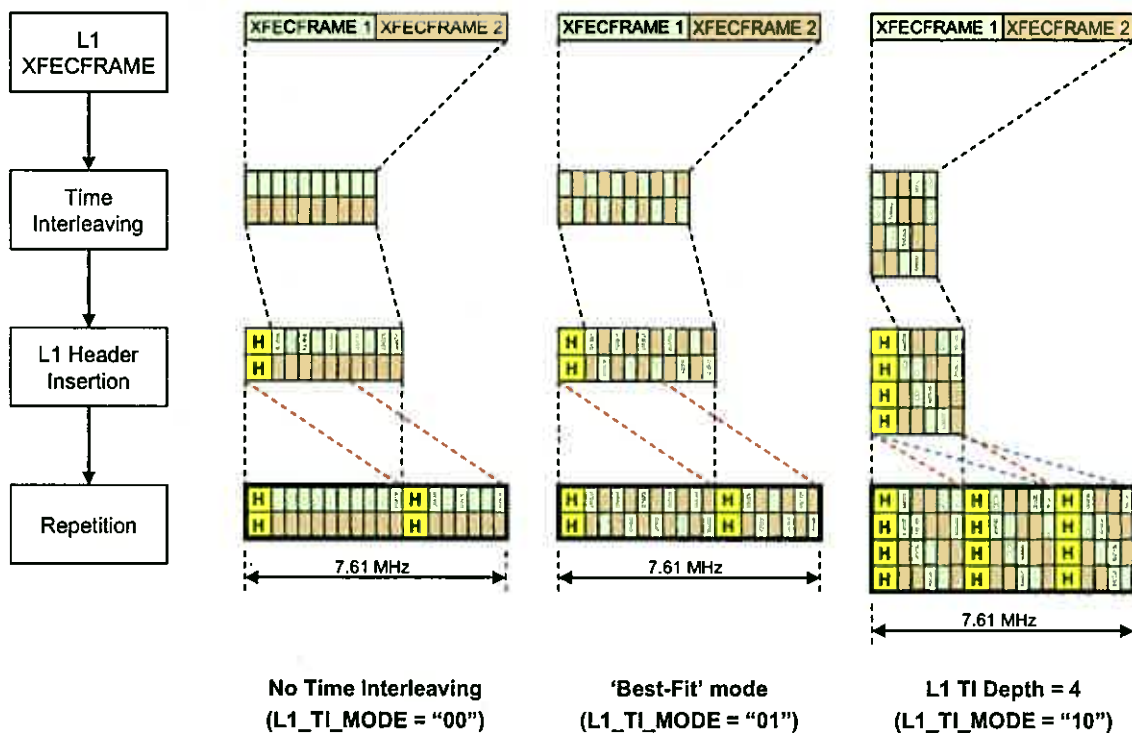 L1
XFECFRAME
Time
Interleaving
L1 Header
Insertion
Repetition
XFECFRAME 1 XFECFRAME 2
H
H
H H
H H
7.61 MHz
No Time Interleaving
(L1_TI_MODE = “00”)
XFECFRAME 1 XFECFRAME 2
H
H
H H
H H
7.61 MHz
‘Best-Fit’ mode
(L1_TI_MODE = “01”)
XFECFRAME 1 XFECFRAME 2
H
H
H
H
H H H
H H H
H H H
H H H
7.61 MHz
L1 TI Depth = 4
(L1_TI_MODE = “10”)